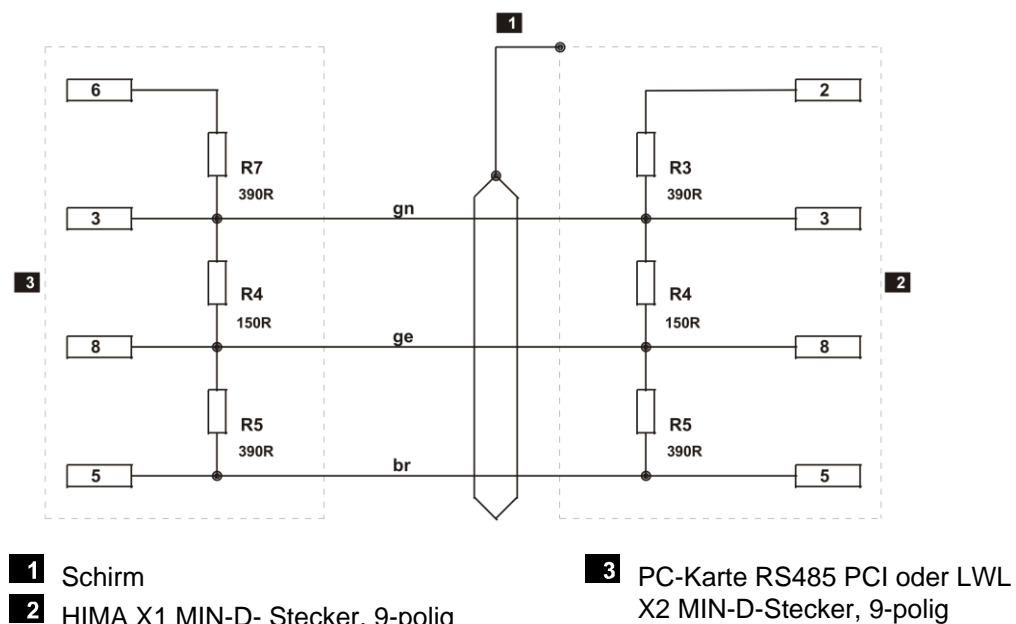 1
6
2
R7
R3
390R
390R
gn
3
3
3
2
R4
R4
150R
150R
ge
8
8
R5
R5
390R
390R
br
5
5
1 Schirm
2 HIMA X1 MIN-D- Stecker, 9-polig
3 PC-Karte RS485 PCI oder LWL
X2 MIN-D-Stecker, 9-polig